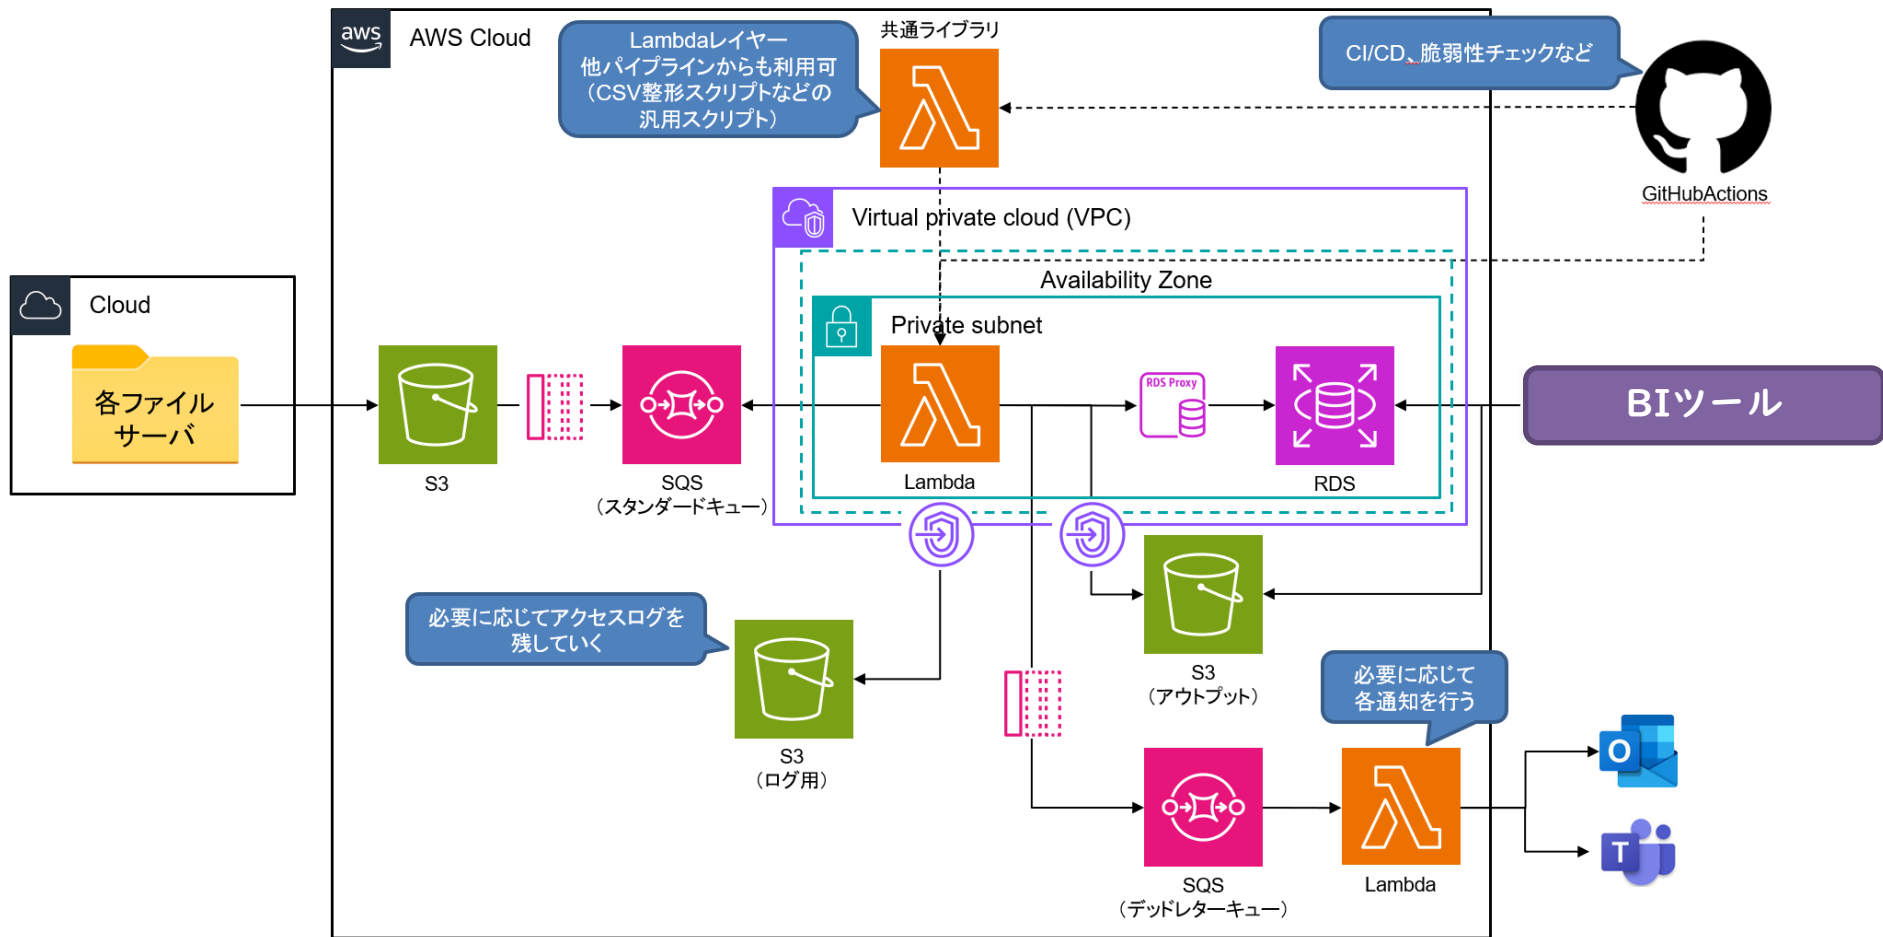 aws
AWS Cloud
Lambdaレイヤー
他パイプラインからも利用可
（CSV整形スクリプトなどの
汎用スクリプト）
共通ライブラリ
CI/CD、脆弱性チェックなど
GitHubActions
Virtual private cloud (VPC)
Availability Zone
Private subnet
Cloud
各ファイル
サーバ
S3
SQS
（スタンダードキュー）
Lambda
RDS Proxy
RDS
BIツール
必要に応じてアクセスログを
残していく
S3
（ログ用）
S3
（アウトプット）
必要に応じて
各通知を行う
SQS
（デッドレターキュー）
Lambda
O
T